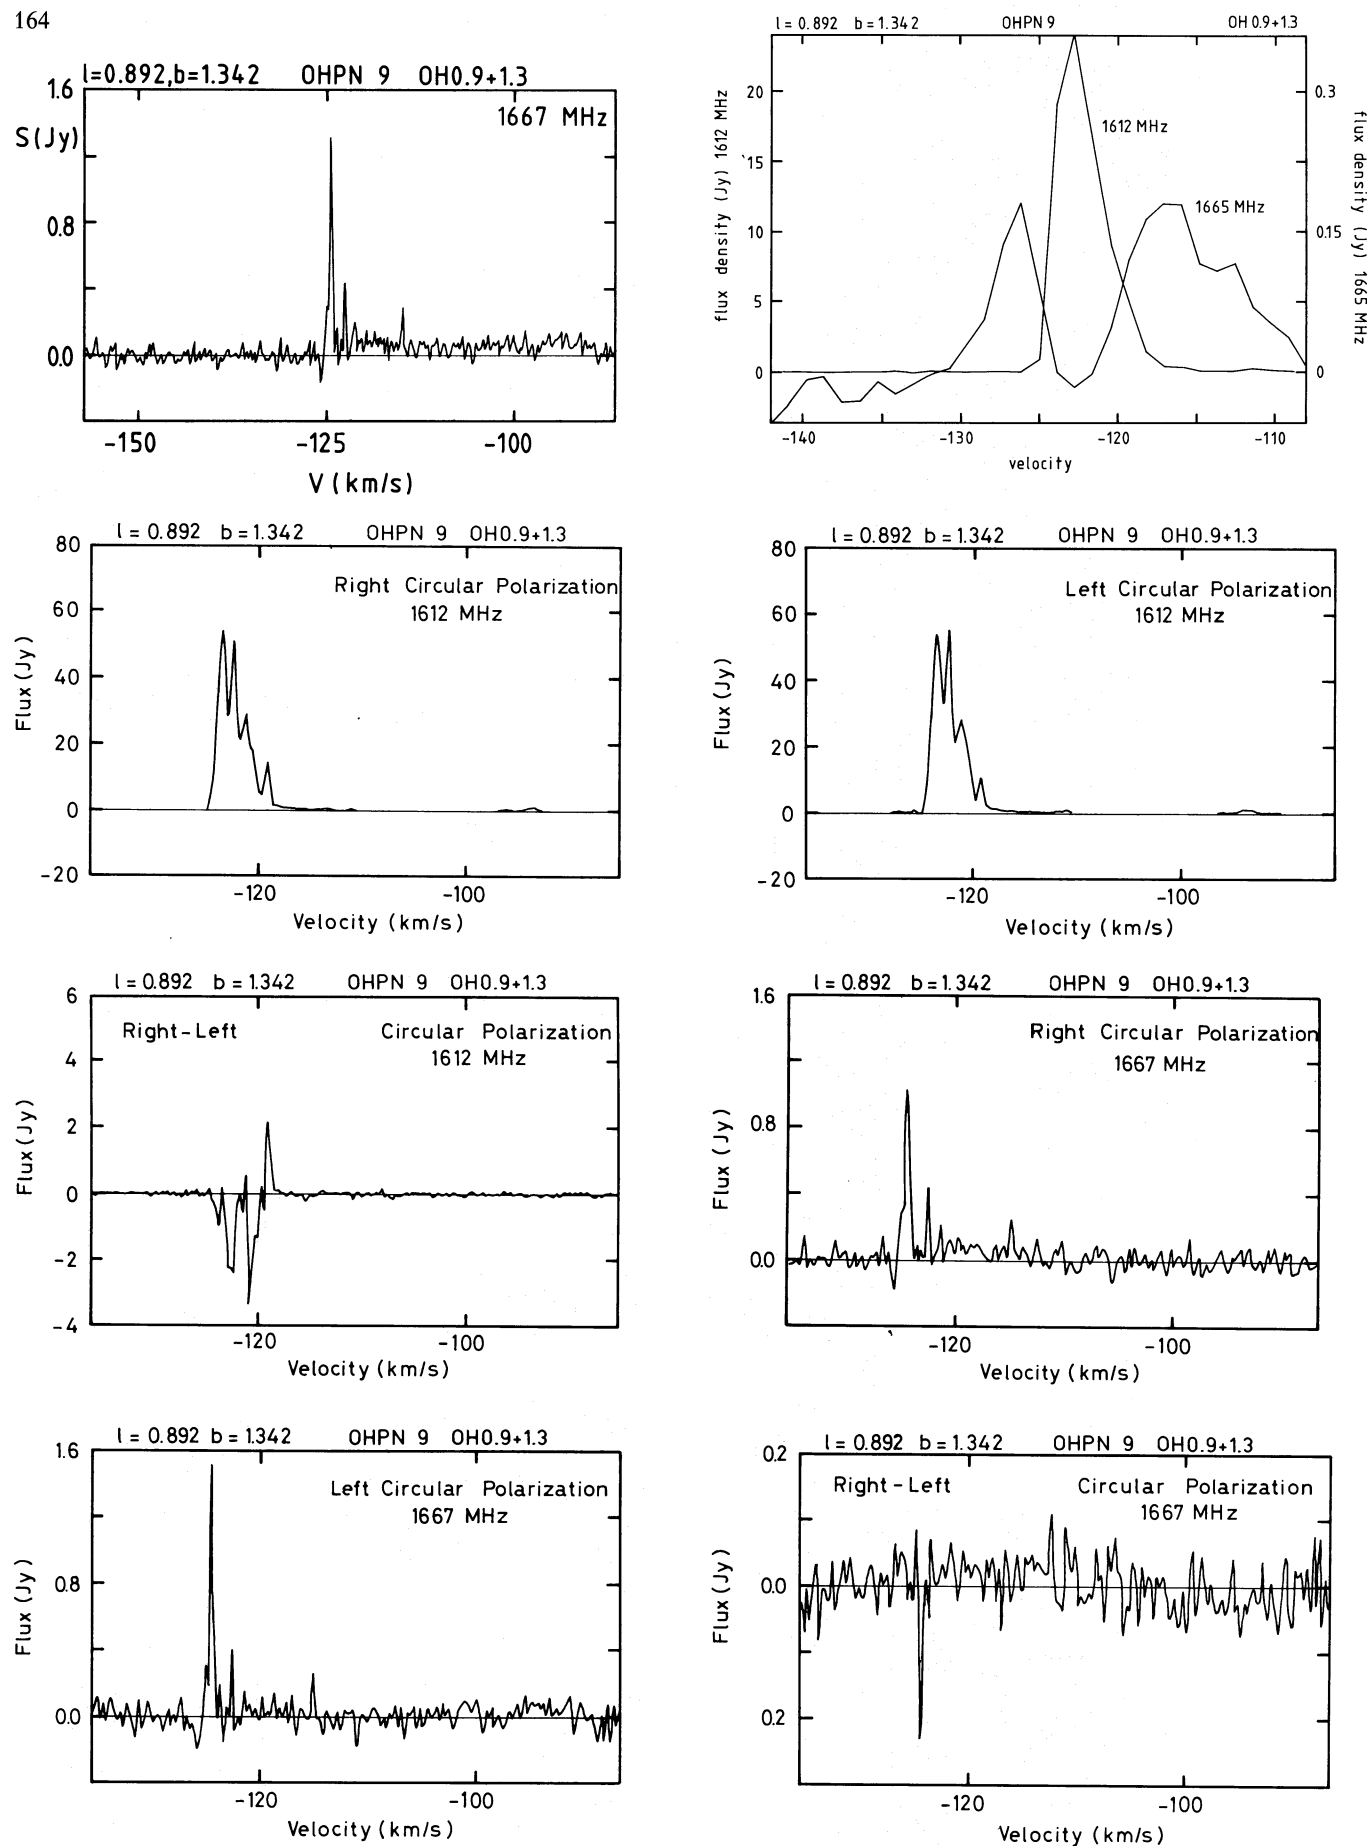 164
l=0.892,b=1.342 OHPN 9 OH0.9+1.3
1.6
1667 MHz
S(Jy)
0.8
0.0
-150 -125 -100
V (km/s)
l = 0.892 b = 1.342 OHPN 9 OH 0.9+1.3
flux density (Jy) 1612 MHz
20
15
10
5
0
1612 MHz
1665 MHz
0.3
0.15
0
flux density (Jy) 1665 MHz
-140 -130 -120 -110
velocity
l = 0.892 b = 1.342 OHPN 9 OH0.9+1.3
80
Right Circular Polarization
1612 MHz
60
40
20
0
-20
Flux (Jy)
-120 -100
Velocity (km/s)
l = 0.892 b = 1.342 OHPN 9 OH0.9+1.3
80
Left Circular Polarization
1612 MHz
60
40
20
0
-20
Flux (Jy)
-120 -100
Velocity (km/s)
l = 0.892 b = 1.342 OHPN 9 OH0.9+1.3
6
Right-Left Circular Polarization
1612 MHz
4
2
0
-2
-4
Flux (Jy)
-120 -100
Velocity (km/s)
l = 0.892 b = 1.342 OHPN 9 OH0.9+1.3
1.6
Right Circular Polarization
1667 MHz
0.8
0.0
Flux (Jy)
-120 -100
Velocity (km/s)
l = 0.892 b = 1.342 OHPN 9 OH0.9+1.3
1.6
Left Circular Polarization
1667 MHz
0.8
0.0
Flux (Jy)
-120 -100
Velocity (km/s)
l = 0.892 b = 1.342 OHPN 9 OH0.9+1.3
0.2
Right-Left Circular Polarization
1667 MHz
0.0
0.2
Flux (Jy)
-120 -100
Velocity (km/s)